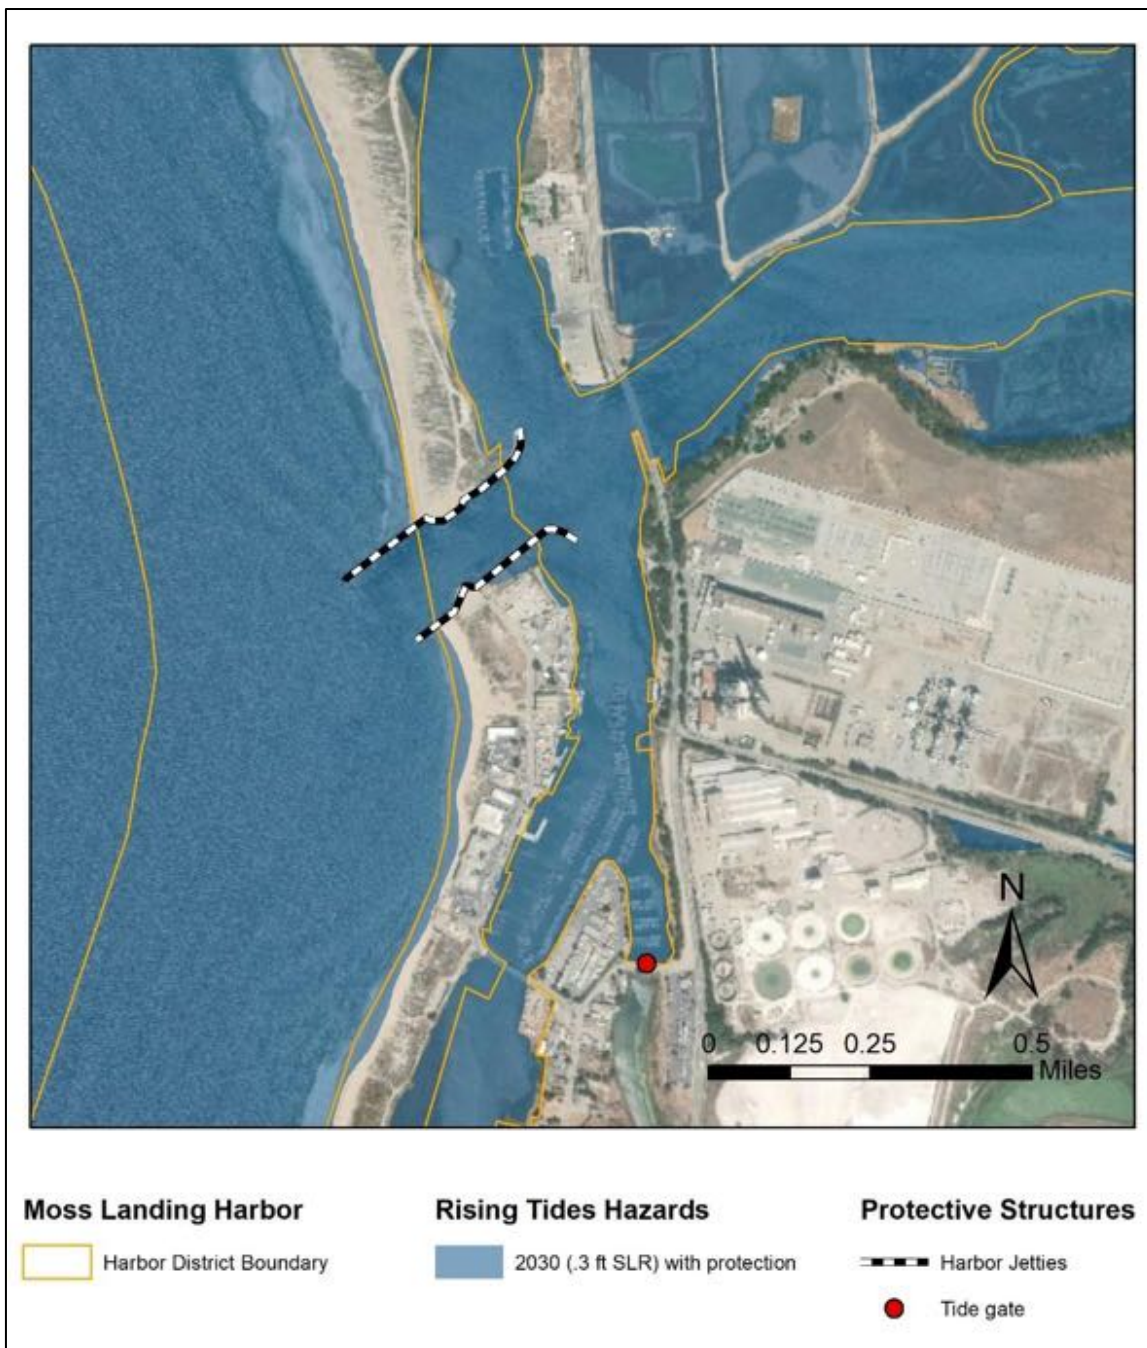 N
0 0.125 0.25 0.5
Miles
Moss Landing Harbor
Harbor District Boundary
Rising Tides Hazards
2030 (.3 ft SLR) with protection
Protective Structures
Harbor Jetties
Tide gate